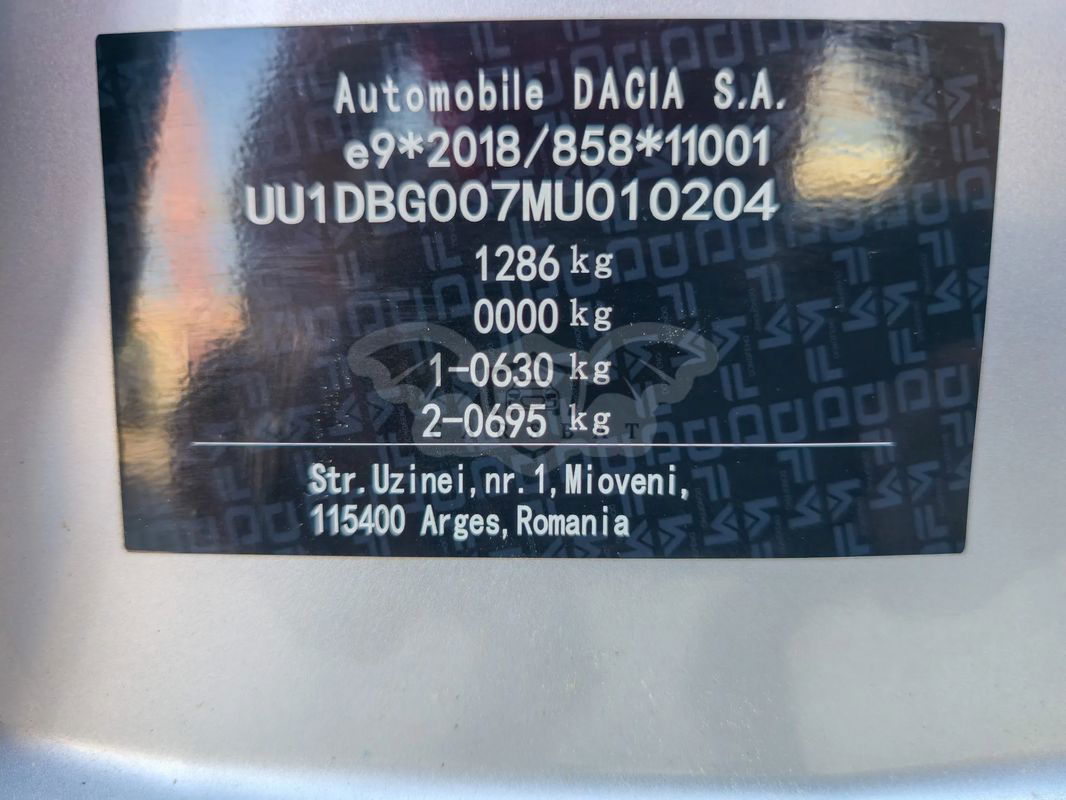 Automobile DACIA S.A.
e9*2018/858*11001
UU1DBG007MU010204
1286 kg
0000 kg
1-0630 kg
2-0695 kg
Str.Uzinei,nr.1,Mioveni,
115400 Arges,Romania